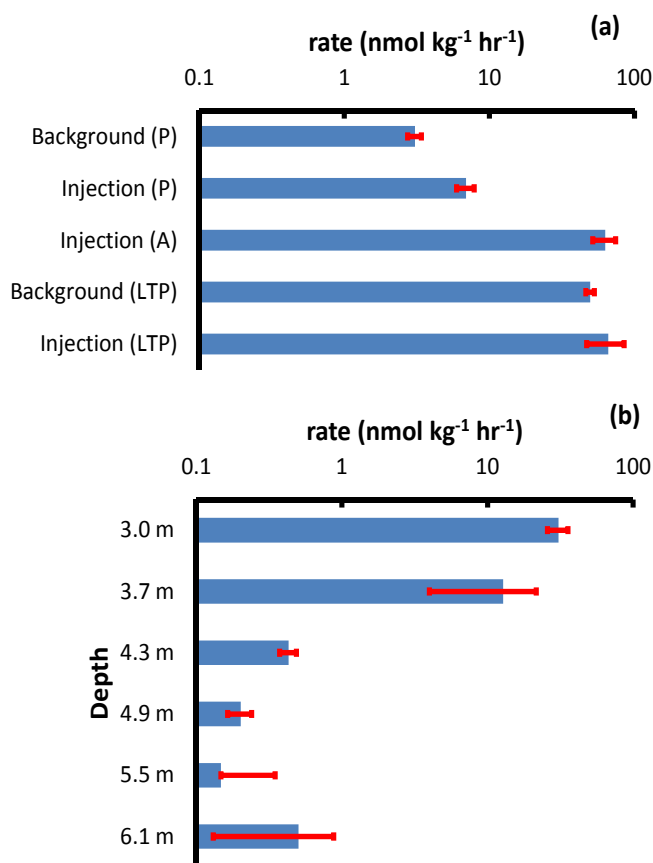 rate (nmol kg⁻¹ hr⁻¹) (a)
0.1 1 10 100
Background (P)
Injection (P)
Injection (A)
Background (LTP)
Injection (LTP)
(b)
rate (nmol kg⁻¹ hr⁻¹)
0.1 1 10 100
Depth
3.0 m
3.7 m
4.3 m
4.9 m
5.5 m
6.1 m